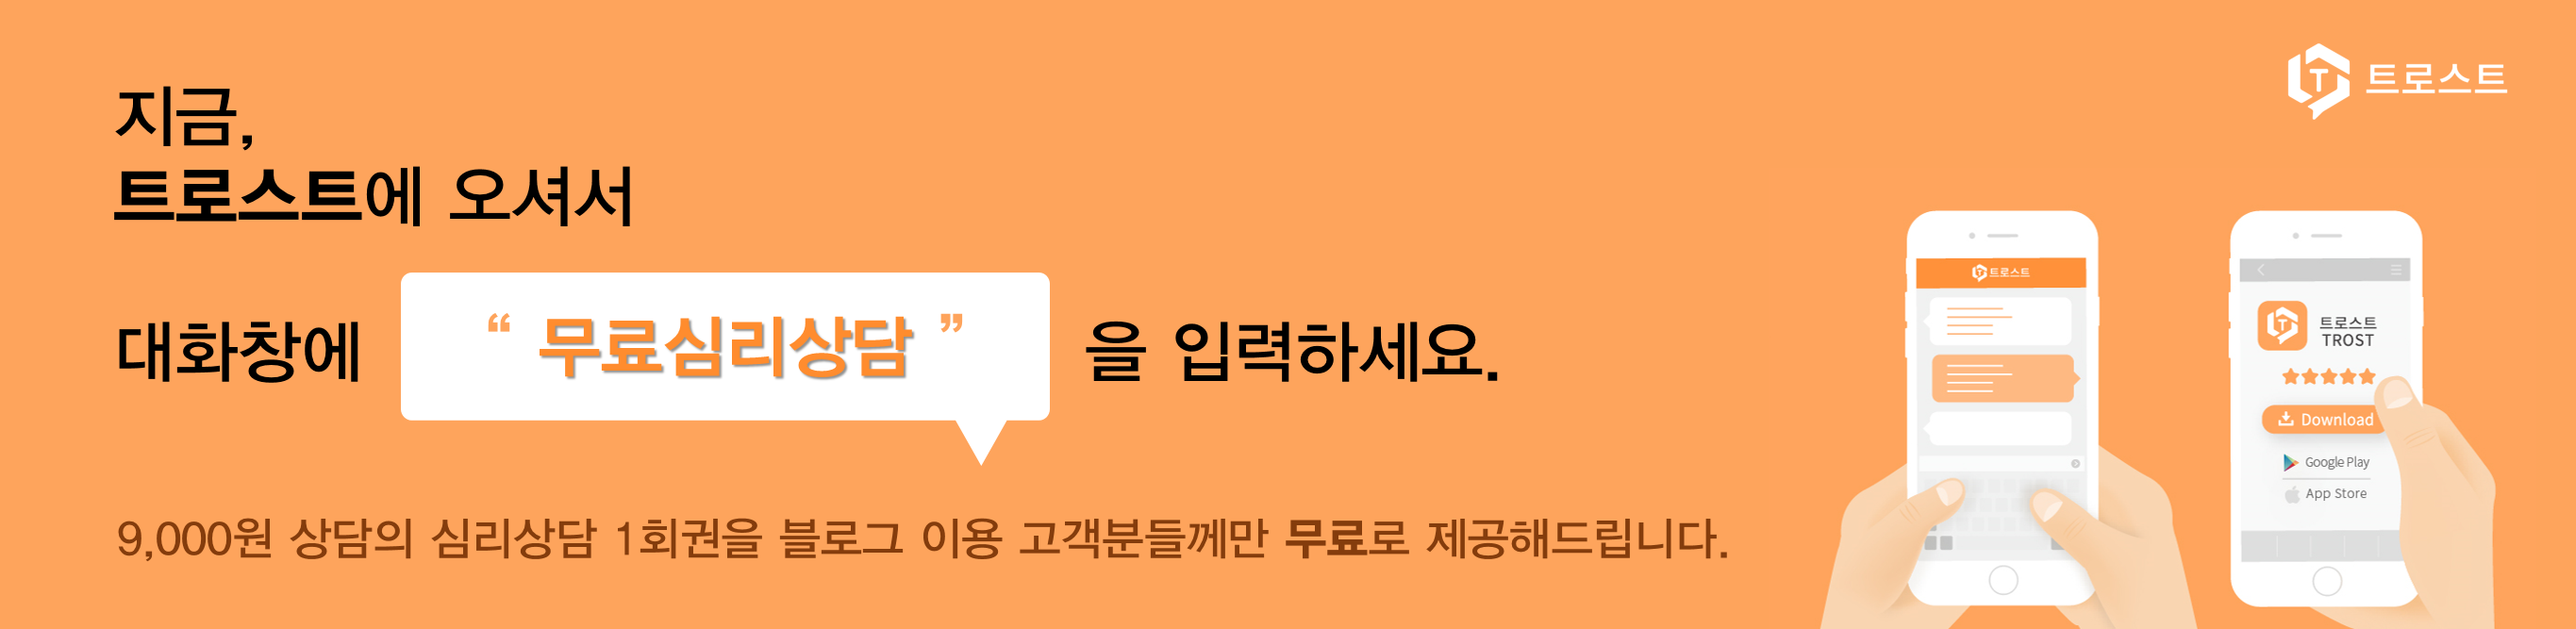 트로스트
지금,
트로스트에 오셔서
대화창에 “ 무료심리상담 ” 을 입력하세요.
9,000원 상담의 심리상담 1회권을 블로그 이용 고객분들께만 무료로 제공해드립니다.
트로스트
트로스트
TROST
Download
Google Play
App Store